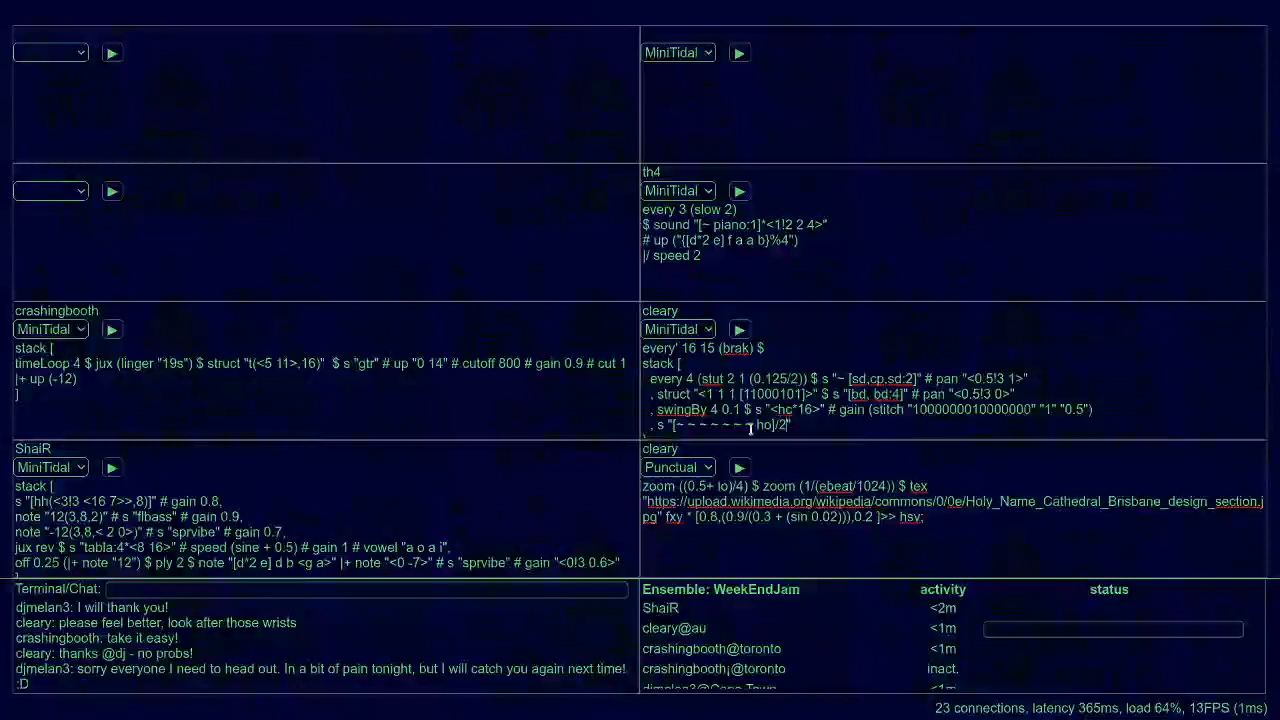 MiniTidal
th4
MiniTidal
every 3 (slow 2)
$ sound "[~ piano:1]*<1!2 2 4>"
# up ("{[d*2 e] f a a b}%4")
|/ speed 2
crashingbooth
MiniTidal
stack [
timeLoop 4 $ jux (linger "19s") $ struct "t(<5 11>,16)"  $ s "gtr" # up "0 14" # cutoff 800 # gain 0.9 # cut 1
|+ up (-12)
]
cleary
MiniTidal
every' 16 15 (brak) $
stack [
every 4 (stut 2 1 (0.125/2)) $ s "~ [sd,cp,sd:2]" # pan "<0.5!3 1>"
, struct "<1 1 1 [11000101]>" $ s "[bd, bd:4]" # pan "<0.5!3 0>"
, swingBy 4 0.1 $ s "<hc*16>" # gain (stitch "1000000010000000" "1" "0.5")
, s "[~ ~ ~ ~ ~ ~ ~ ho]/2"
ShaiR
MiniTidal
stack [
s "[hh(<3!3 <16 7>>,8)]" # gain 0.8,
note "12(3,8,2)" # s "flbass" # gain 0.9,
note "-12(3,8,< 2 0>)" # s "sprvibe" # gain 0.7,
jux rev $ s "tabla:4*<8 16>" # speed (sine + 0.5) # gain 1 # vowel "a o a i",
off 0.25 (|+ note "12") $ ply 2 $ note "[d*2 e] d b <g a>" |+ note "<0 -7>" # s "sprvibe" # gain "<0!3 0.6>"
cleary
Punctual
zoom ((0.5+ lo)/4) $ zoom (1/(ebeat/1024)) $ tex
"https://upload.wikimedia.org/wikipedia/commons/0/0e/Holy_Name_Cathedral_Brisbane_design_section.j
pg" fxy * [0.8,(0.9/(0.3 + (sin 0.02))),0.2 ]>> hsv;
Terminal/Chat:
djmelan3: I will thank you!
cleary: please feel better, look after those wrists
crashingbooth: take it easy!
cleary: thanks @dj - no probs!
djmelan3: sorry everyone I need to head out. In a bit of pain tonight, but I will catch you again next time!
:D
Ensemble: WeekEndJam activity status
ShaiR <2m
cleary@au <1m
crashingbooth@toronto <1m
crashingbooth¡@toronto inact.
djmelan3@Cape Town <1m
23 connections, latency 365ms, load 64%, 13FPS (1ms)